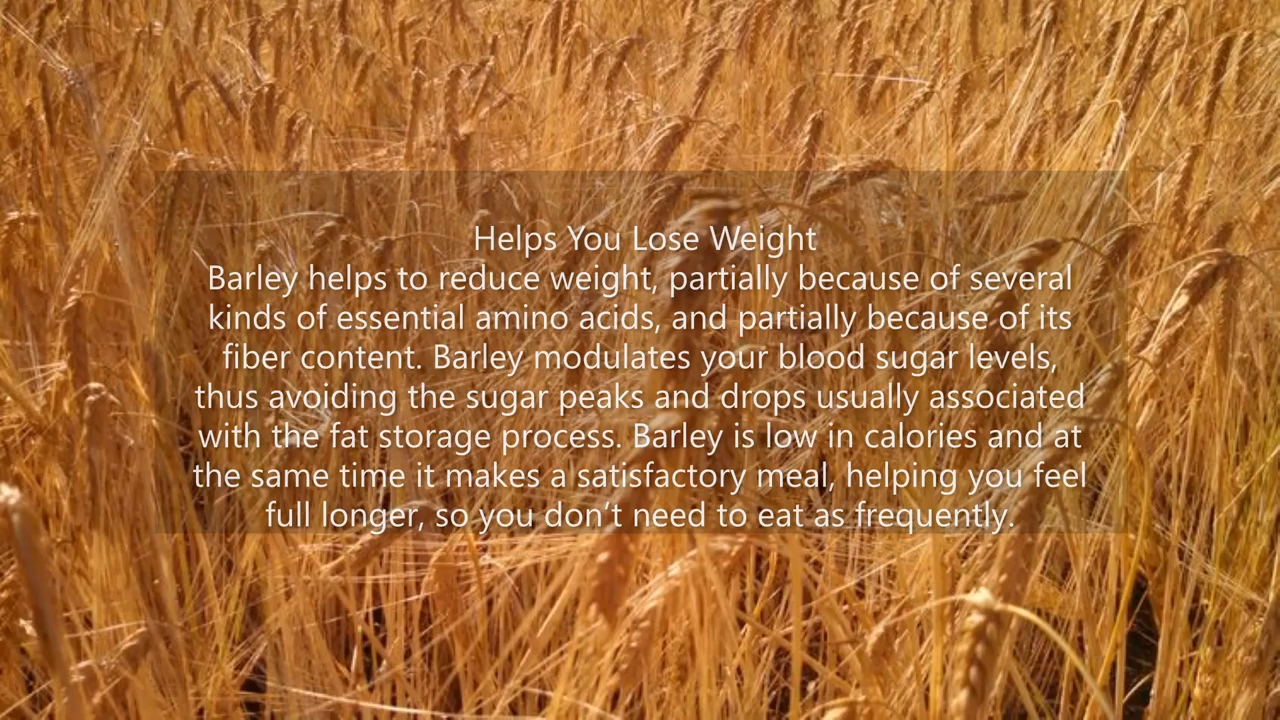 Helps You Lose Weight
Barley helps to reduce weight, partially because of several
kinds of essential amino acids, and partially because of its
fiber content. Barley modulates your blood sugar levels,
thus avoiding the sugar peaks and drops usually associated
with the fat storage process. Barley is low in calories and at
the same time it makes a satisfactory meal, helping you feel
full longer, so you don’t need to eat as frequently.